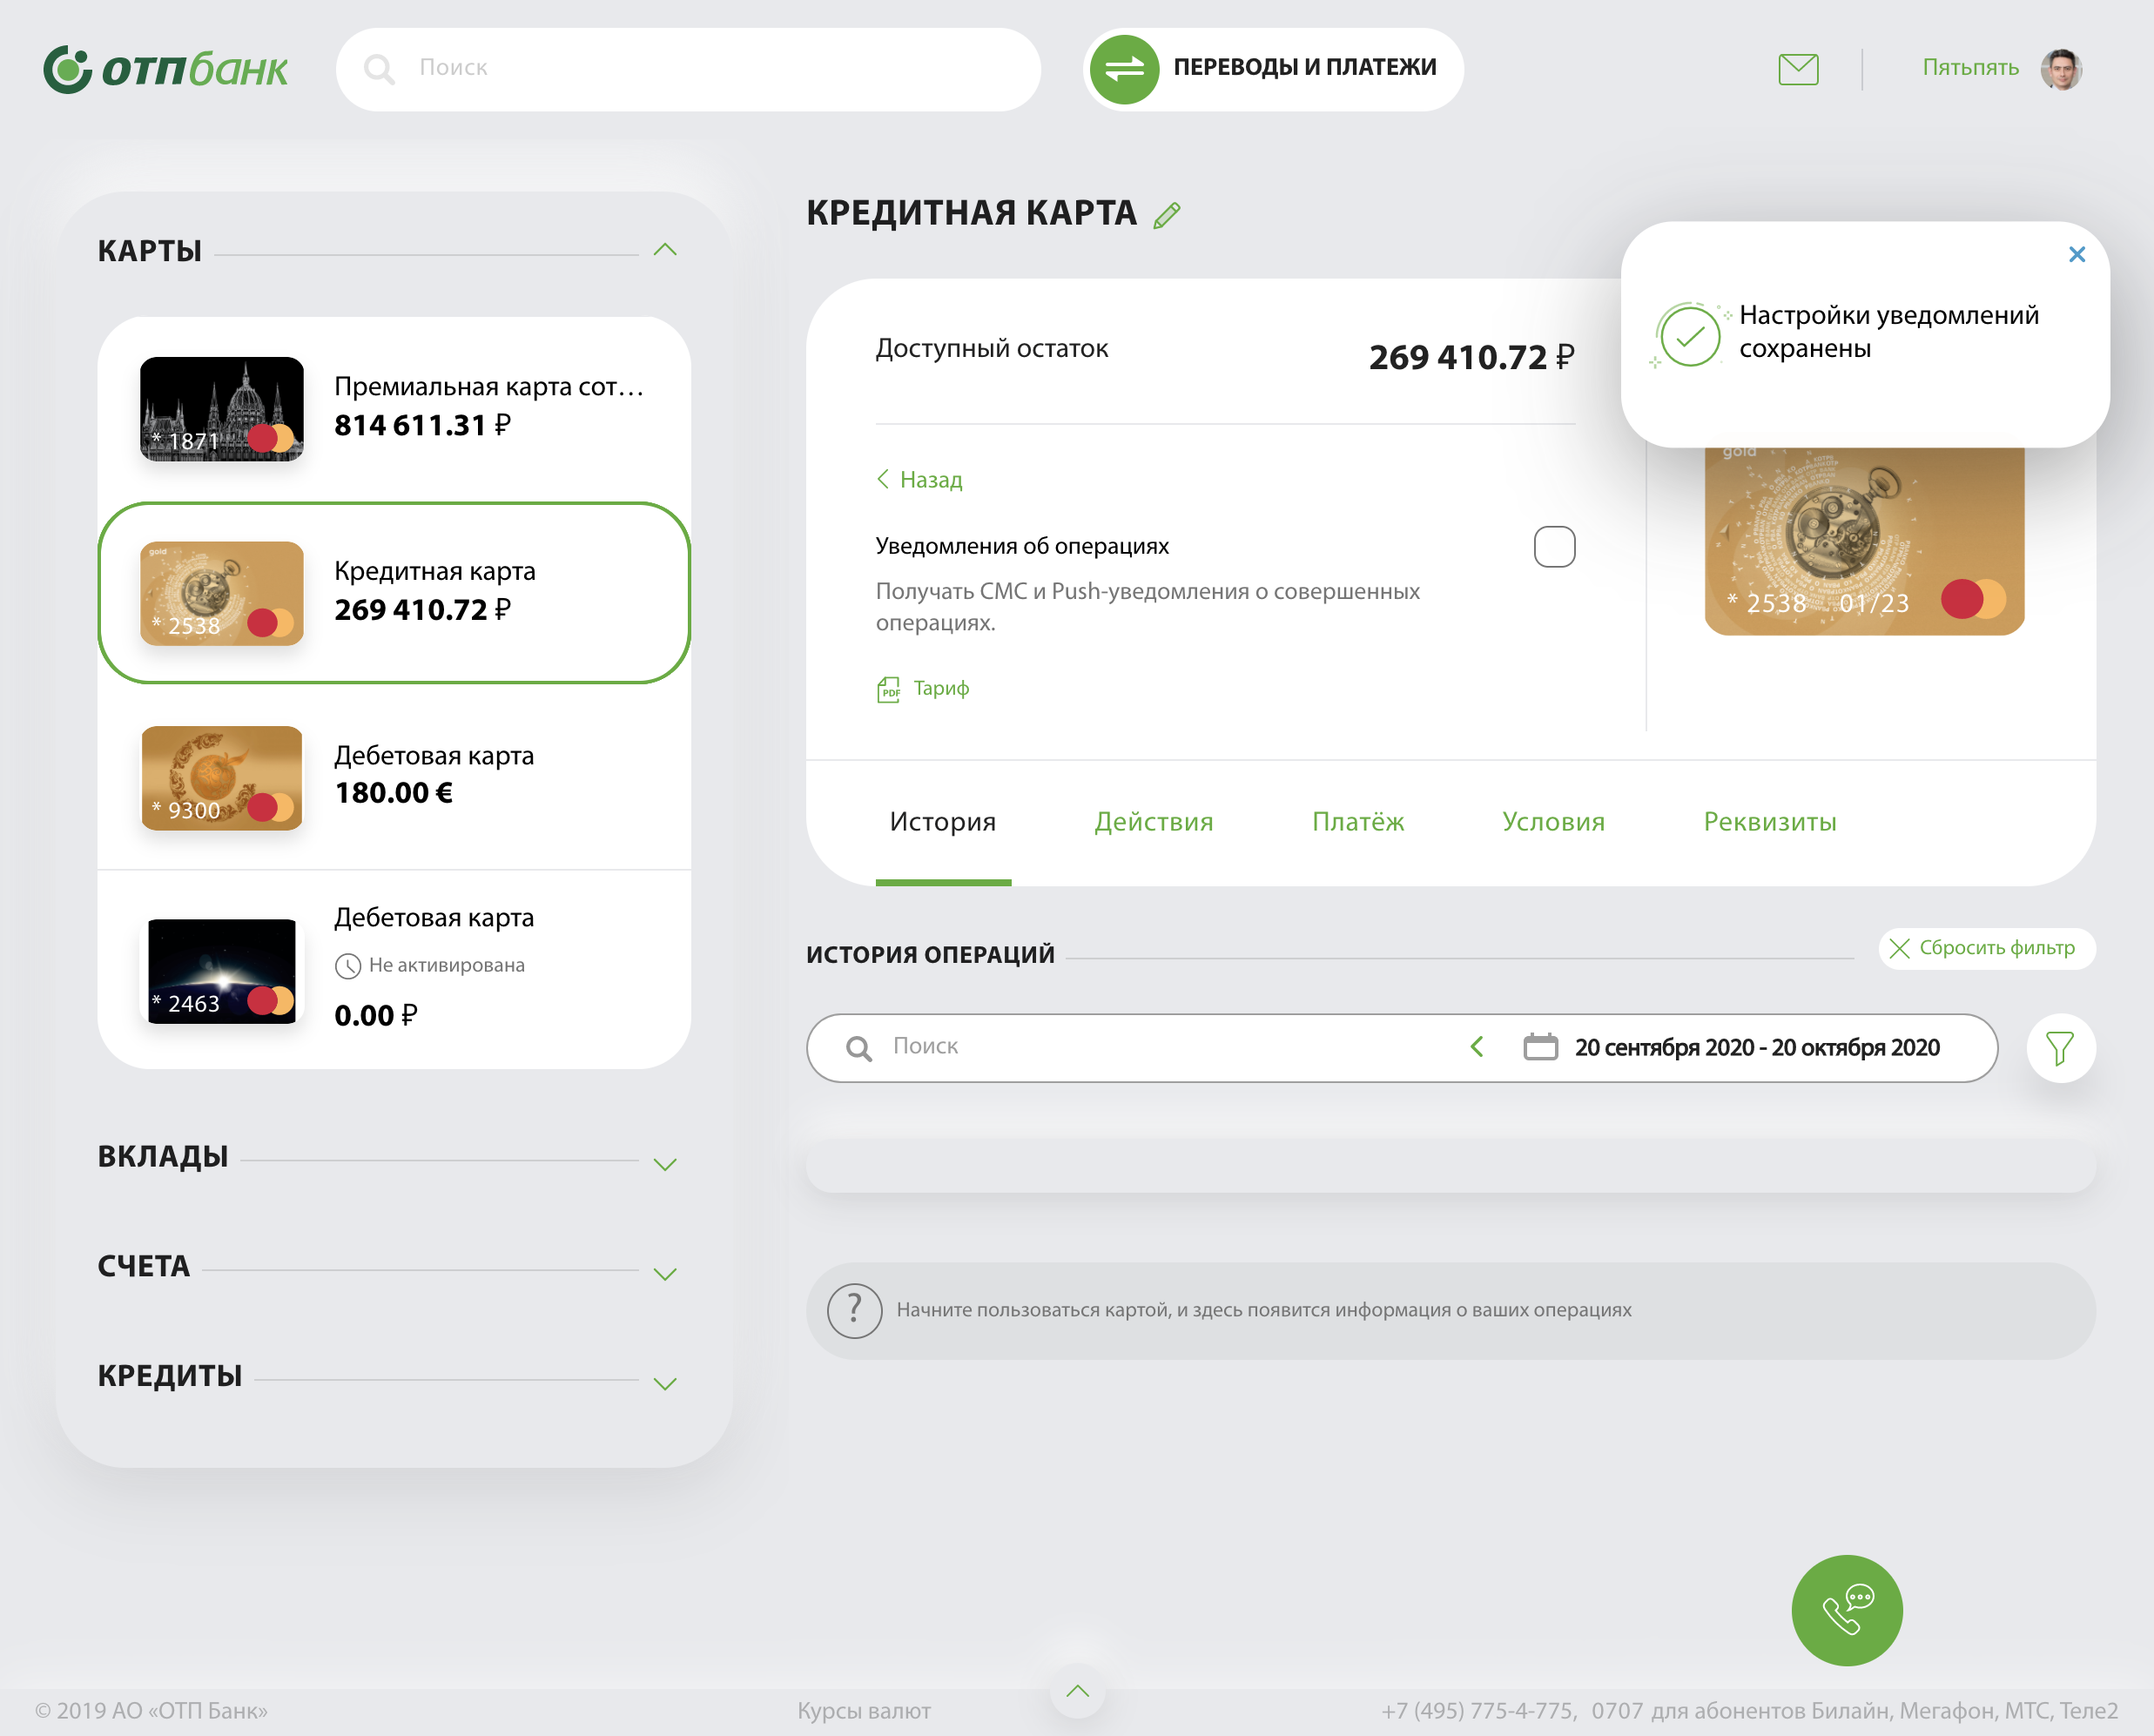 ОТПбанк
Поиск
ПЕРЕВОДЫ И ПЛАТЕЖИ
Пятьпять
КАРТЫ
* 1871
Премиальная карта сот...
814 611.31 ₽
gold
* 2538
Кредитная карта
269 410.72 ₽
* 9300
Дебетовая карта
180.00 €
* 2463
Дебетовая карта
Не активирована
0.00 ₽
ВКЛАДЫ
СЧЕТА
КРЕДИТЫ
КРЕДИТНАЯ КАРТА
Доступный остаток
269 410.72 ₽
Настройки уведомлений
сохранены
Назад
Уведомления об операциях
Получать СМС и Push-уведомления о совершенных
операциях.
PDF Тариф
gold
* 2538 01/23
История
Действия
Платёж
Условия
Реквизиты
ИСТОРИЯ ОПЕРАЦИЙ
Сбросить фильтр
Поиск
20 сентября 2020 - 20 октября 2020
? Начните пользоваться картой, и здесь появится информация о ваших операциях
© 2019 АО «ОТП Банк»
Курсы валют
+7 (495) 775-4-775, 0707 для абонентов Билайн, Мегафон, МТС, Теле2